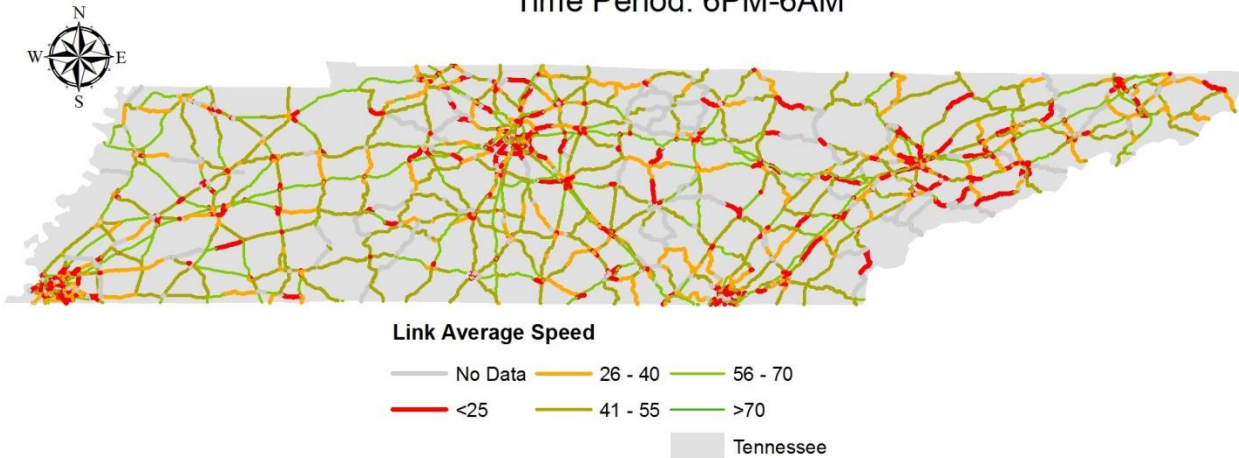 Time Period: 6PM-6AM
N
W E
S
Link Average Speed
No Data 26 - 40 56 - 70
<25 41 - 55 >70
Tennessee